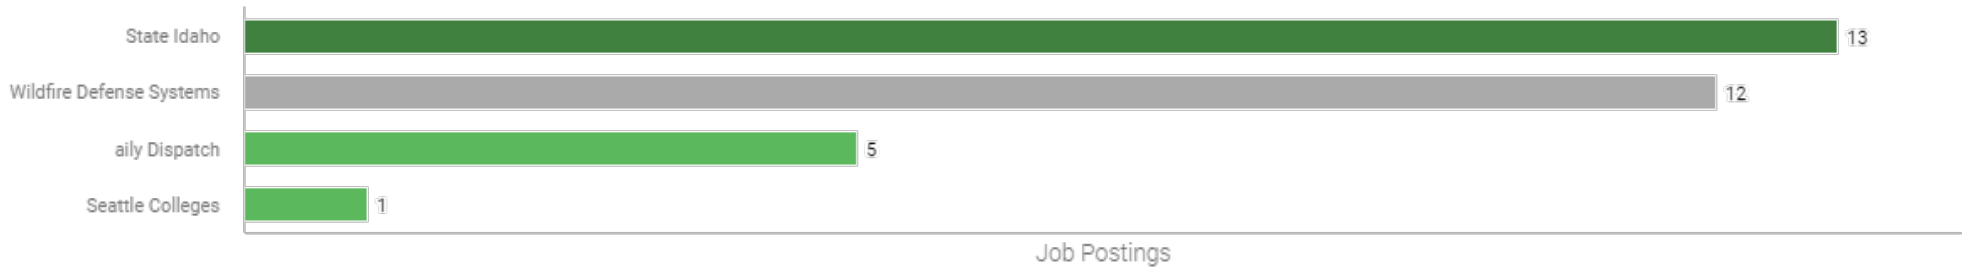 State Idaho
13
Wildfire Defense Systems
12
aily Dispatch
5
Seattle Colleges
1
Job Postings